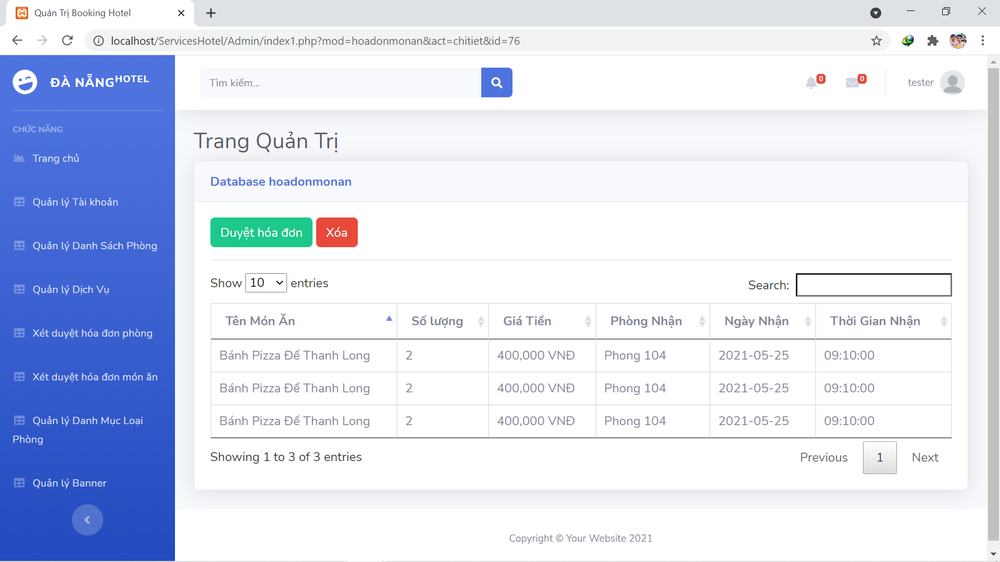 Quản Trị Booking Hotel
localhost/ServicesHotel/Admin/index1.php?mod=hoadonmonan&act=chitiet&id=76
ĐÀ NẴNGHOTEL
Tìm kiếm...
0
0
tester
CHỨC NĂNG
Trang chủ
Quản lý Tài khoản
Quản lý Danh Sách Phòng
Quản lý Dịch Vụ
Xét duyệt hóa đơn phòng
Xét duyệt hóa đơn món ăn
Quản lý Danh Mục Loại
Phòng
Quản lý Banner
Trang Quản Trị
Database hoadonmonan
Duyệt hóa đơn Xóa
Show 10 entries Search:
Tên Món Ăn Số lượng Giá Tiền Phòng Nhận Ngày Nhận Thời Gian Nhận
Bánh Pizza Đế Thanh Long 2 400,000 VNĐ Phong 104 2021-05-25 09:10:00
Bánh Pizza Đế Thanh Long 2 400,000 VNĐ Phong 104 2021-05-25 09:10:00
Bánh Pizza Đế Thanh Long 2 400,000 VNĐ Phong 104 2021-05-25 09:10:00
Showing 1 to 3 of 3 entries Previous 1 Next
Copyright © Your Website 2021